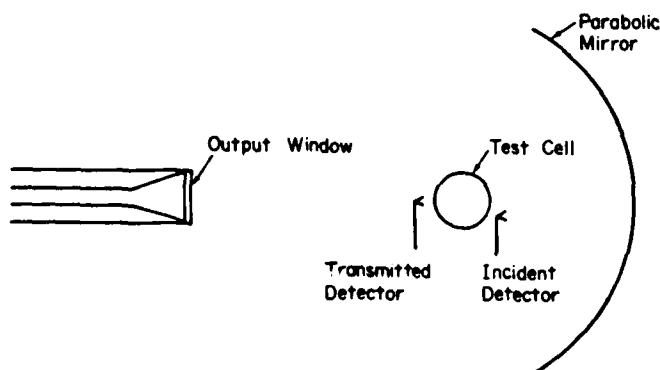 Parabolic
Mirror
Output Window
Test Cell
Transmitted
Detector
Incident
Detector